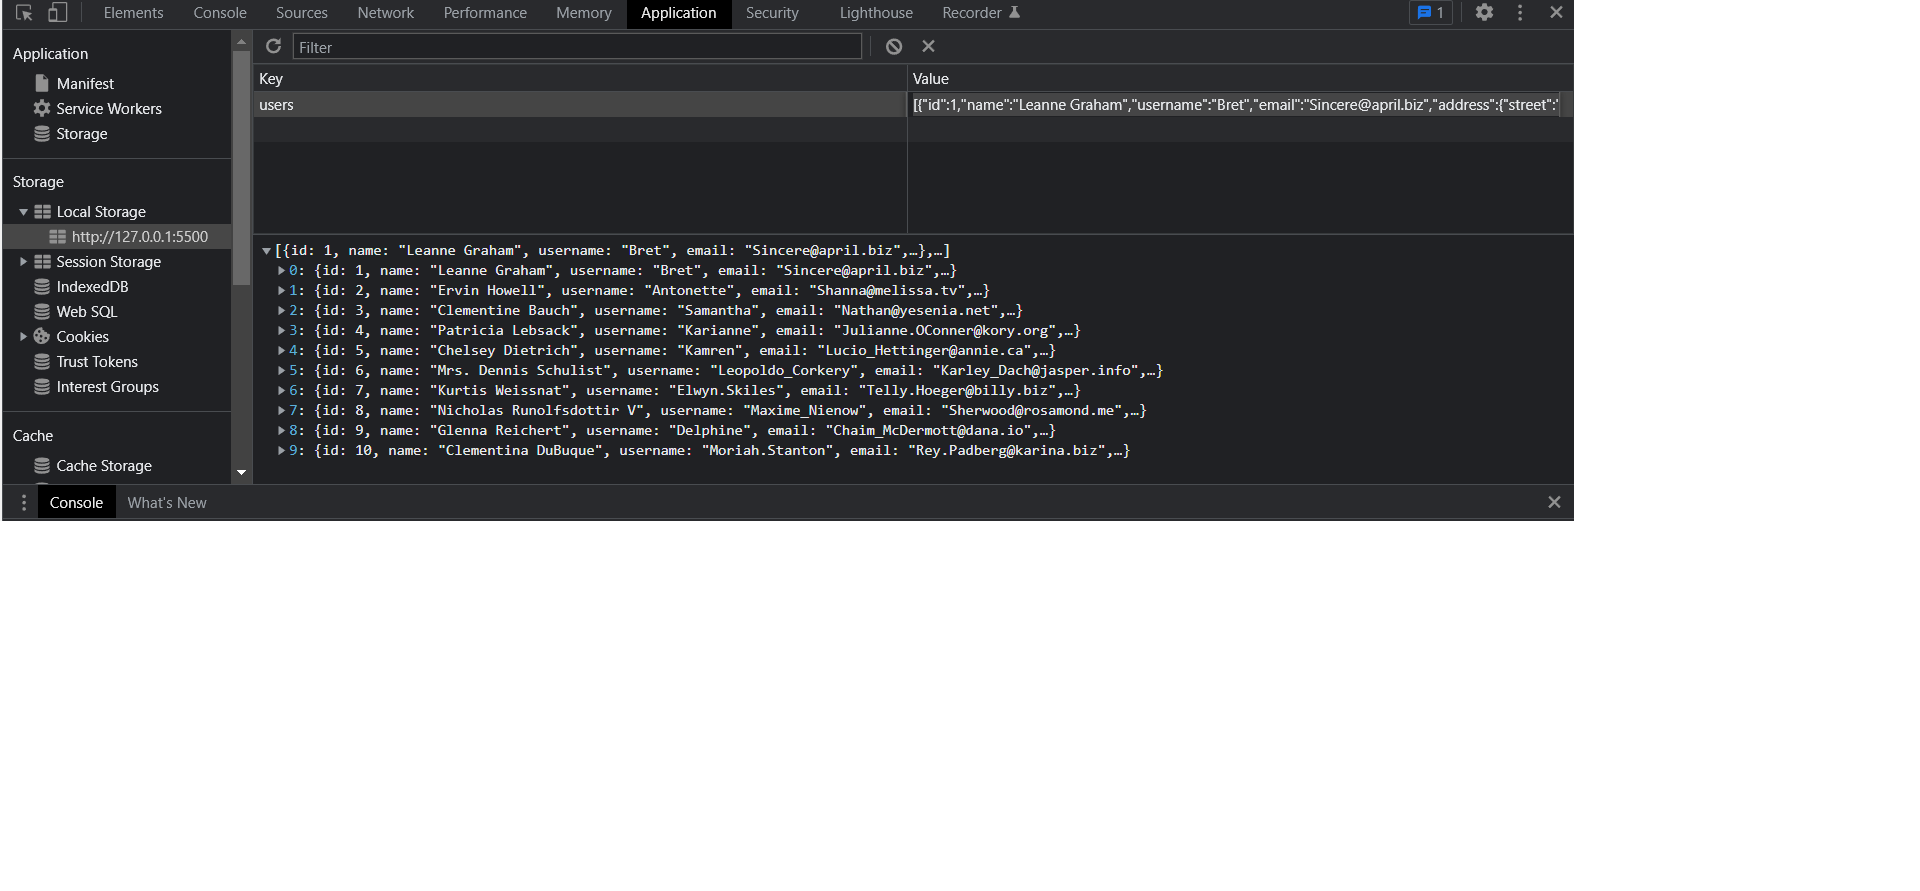 Elements Console Sources Network Performance Memory Application Security Lighthouse Recorder 1
Application
Manifest
Service Workers
Storage
Storage
Local Storage
http://127.0.0.1:5500
Session Storage
IndexedDB
Web SQL
Cookies
Trust Tokens
Interest Groups
Cache
Cache Storage
Filter
Key Value
users [{"id":1,"name":"Leanne Graham","username":"Bret","email":"Sincere@april.biz","address":{"street":"
[{id: 1, name: "Leanne Graham", username: "Bret", email: "Sincere@april.biz",…},…]
0: {id: 1, name: "Leanne Graham", username: "Bret", email: "Sincere@april.biz",…}
1: {id: 2, name: "Ervin Howell", username: "Antonette", email: "Shanna@melissa.tv",…}
2: {id: 3, name: "Clementine Bauch", username: "Samantha", email: "Nathan@yesenia.net",…}
3: {id: 4, name: "Patricia Lebsack", username: "Karianne", email: "Julianne.OConner@kory.org",…}
4: {id: 5, name: "Chelsey Dietrich", username: "Kamren", email: "Lucio_Hettinger@annie.ca",…}
5: {id: 6, name: "Mrs. Dennis Schulist", username: "Leopoldo_Corkery", email: "Karley_Dach@jasper.info",…}
6: {id: 7, name: "Kurtis Weissnat", username: "Elwyn.Skiles", email: "Telly.Hoeger@billy.biz",…}
7: {id: 8, name: "Nicholas Runolfsdottir V", username: "Maxime_Nienow", email: "Sherwood@rosamond.me",…}
8: {id: 9, name: "Glenna Reichert", username: "Delphine", email: "Chaim_McDermott@dana.io",…}
9: {id: 10, name: "Clementina DuBuque", username: "Moriah.Stanton", email: "Rey.Padberg@karina.biz",…}
Console What's New